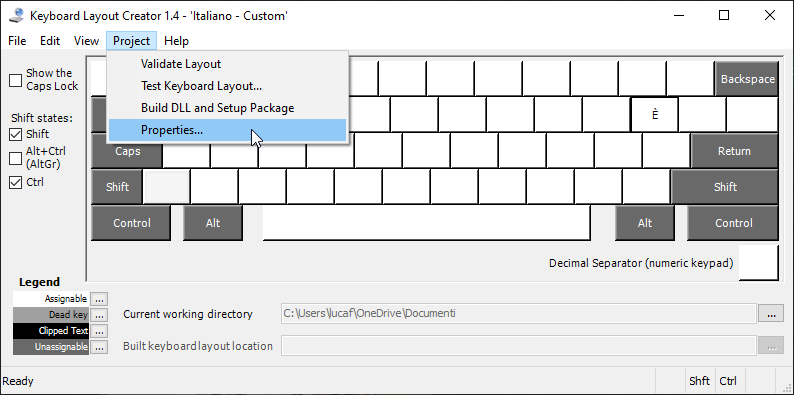 Keyboard Layout Creator 1.4 - 'Italiano - Custom'
File Edit View Project Help
Validate Layout
Test Keyboard Layout...
Build DLL and Setup Package
Properties...
Show the
Caps Lock
Shift states:
Shift
Alt+Ctrl
(AltGr)
Ctrl
Backspace
È
Caps
Return
Shift
Shift
Control
Alt
Alt
Control
Decimal Separator (numeric keypad)
Legend
Assignable ...
Dead key ...
Clipped Text ...
Unassignable ...
Current working directory C:\Users\lucaf\OneDrive\Documenti ...
Built keyboard layout location ...
Ready Shft Ctrl